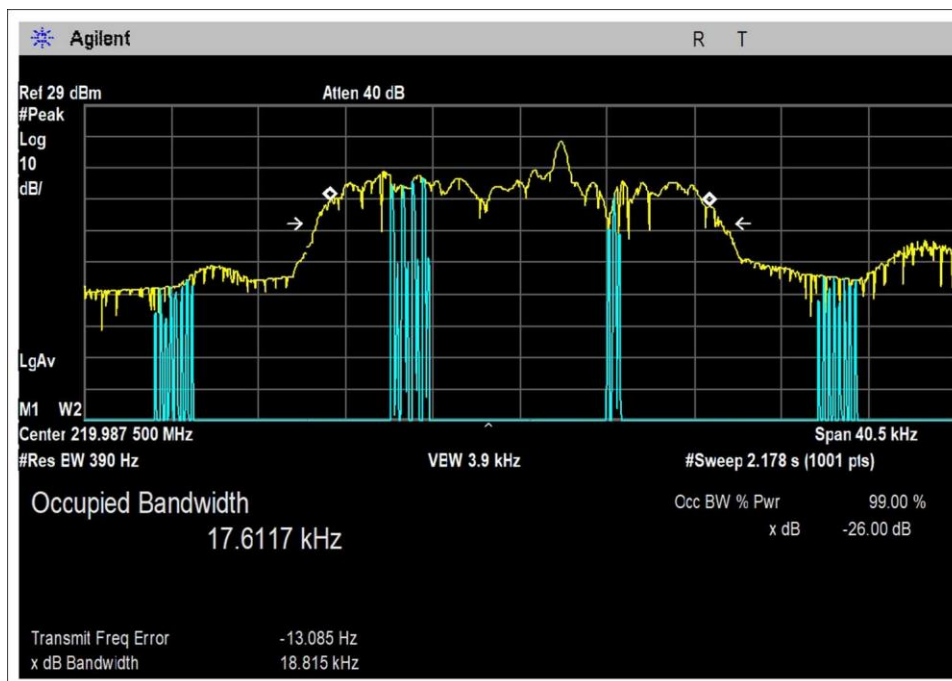 Agilent
R T
Ref 29 dBm Atten 40 dB
#Peak
Log
10
dB/
LgAv
M1 W2
Center 219.987 500 MHz Span 40.5 kHz
#Res BW 390 Hz VBW 3.9 kHz #Sweep 2.178 s (1001 pts)
Occupied Bandwidth
17.6117 kHz
Occ BW % Pwr 99.00 %
x dB -26.00 dB
Transmit Freq Error -13.085 Hz
x dB Bandwidth 18.815 kHz